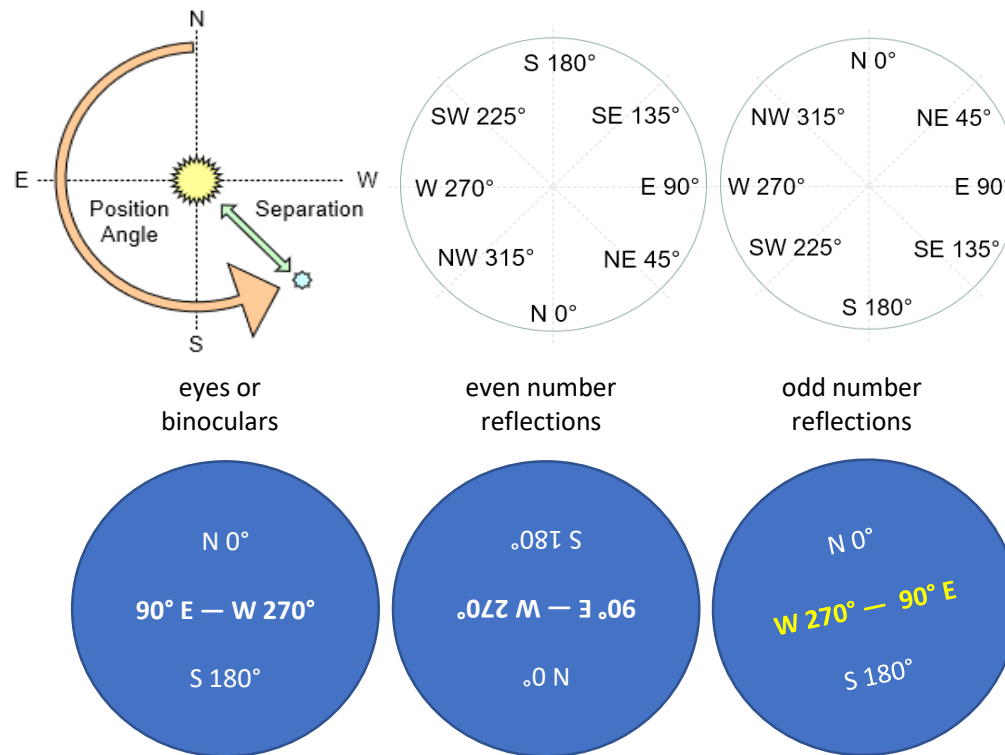 N
E
W
Position
Angle
Separation
S
S 180°
SW 225°
SE 135°
W 270°
E 90°
NW 315°
NE 45°
N 0°
N 0°
NW 315°
NE 45°
W 270°
E 90°
SW 225°
SE 135°
S 180°
eyes or
binoculars
even number
reflections
odd number
reflections
N 0°
90° E — W 270°
S 180°
S 180°
90° E — W 270°
N 0°
N 0°
W 270° — 90° E
S 180°